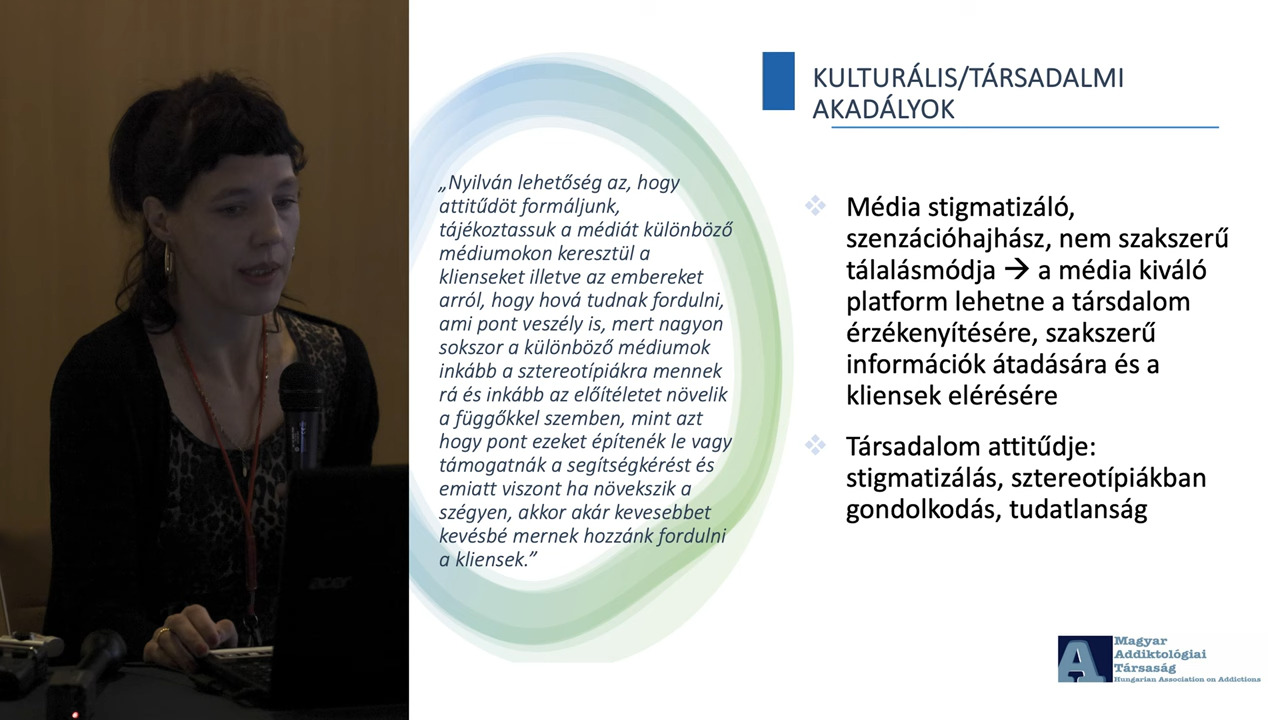 „Nyilván lehetőség az, hogy
attitűdöt formáljunk,
tájékoztassuk a médiát különböző
médiumokon keresztül a
klienseket illetve az embereket
arról, hogy hová tudnak fordulni,
ami pont veszély is, mert nagyon
sokszor a különböző médiumok
inkább a sztereotípiákra mennek
rá és inkább az előítéletet növelik
a függőkkel szemben, mint azt
hogy pont ezeket építenék le vagy
támogatnák a segítségkérést és
emiatt viszont ha növekszik a
szégyen, akkor akár kevesebbet
kevésbé mernek hozzánk fordulni
a kliensek.”
KULTURÁLIS/TÁRSADALMI
AKADÁLYOK
❖ Média stigmatizáló,
szenzációhajhász, nem szakszerű
tálalásmódja → a média kiváló
platform lehetne a társdalom
érzékenyítésére, szakszerű
információk átadására és a
kliensek elérésére
❖ Társadalom attitűdje:
stigmatizálás, sztereotípiákban
gondolkodás, tudatlanság
A
Magyar
Addiktológiai
Társaság
Hungarian Association on Addictions
acer